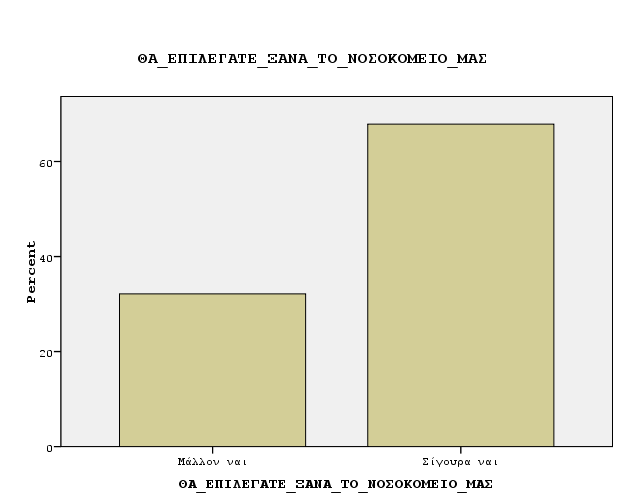 ΘΑ_ΕΠΙΛΕΓΑΤΕ_ΞΑΝΑ_ΤΟ_ΝΟΣΟΚΟΜΕΙΟ_ΜΑΣ
60
40
20
0
Percent
Μάλλον ναι Σίγουρα ναι
ΘΑ_ΕΠΙΛΕΓΑΤΕ_ΞΑΝΑ_ΤΟ_ΝΟΣΟΚΟΜΕΙΟ_ΜΑΣ